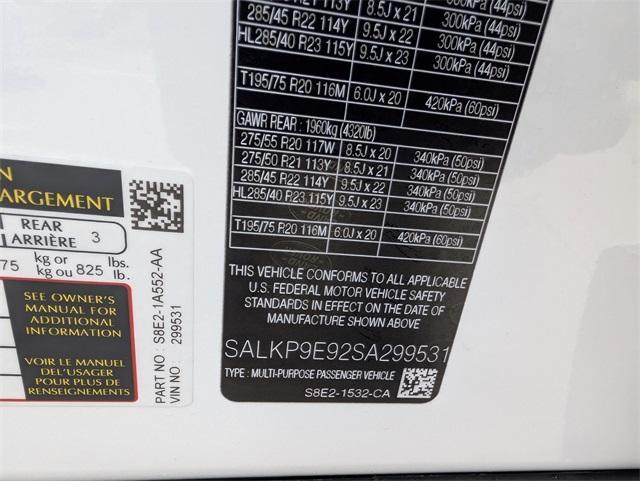 285/45 R22 114Y 9.5J x 22 300kPa (44psi)
HL285/40 R23 115Y 9.5J x 23 300kPa (44psi)
T195/75 R20 116M 6.0J x 20 420kPa (60psi)
GAWR REAR : 1960kg (4320lb)
275/55 R20 117W 8.5J x 20 340kPa (50psi)
275/50 R21 113Y 8.5J x 21 340kPa (50psi)
285/45 R22 114Y 9.5J x 22 340kPa (50psi)
HL285/40 R23 115Y 9.5J x 23 340kPa (50psi)
T195/75 R20 116M 6.0J x 20 420kPa (60psi)
THIS VEHICLE CONFORMS TO ALL APPLICABLE
U.S. FEDERAL MOTOR VEHICLE SAFETY
STANDARDS IN EFFECT ON THE DATE OF
MANUFACTURE SHOWN ABOVE
SALKP9E92SA299531
TYPE : MULTI-PURPOSE PASSENGER VEHICLE
S8E2-1532-CA
REAR
ARRIÈRE 3
kg or lbs.
kg ou 825 lb.
SEE OWNER'S
MANUAL FOR
ADDITIONAL
INFORMATION
VOIR LE MANUEL
DEL'USAGER
POUR PLUS DE
RENSEIGNEMENTS
PART NO : S8E2-1A552-AA
VIN NO : 299531